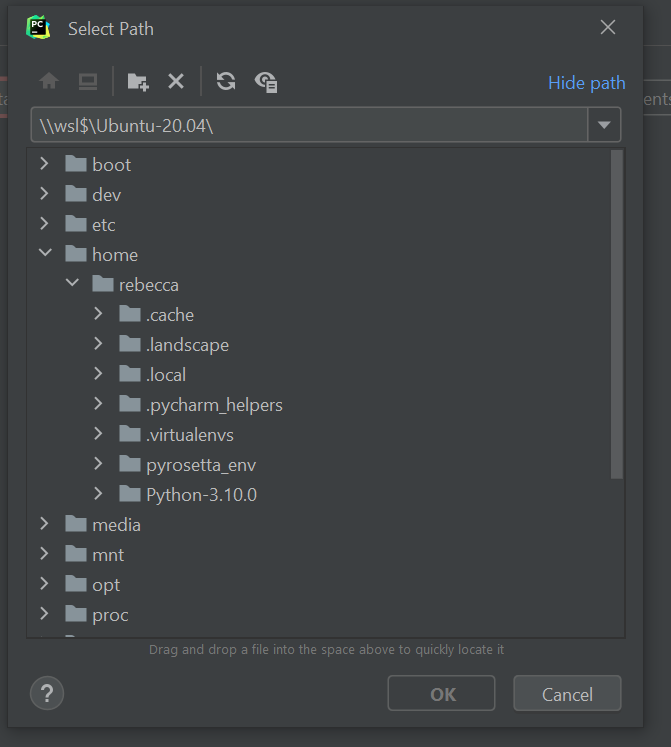 PC
Select Path
Hide path
\\wsl$\Ubuntu-20.04\
boot
dev
etc
home
rebecca
.cache
.landscape
.local
.pycharm_helpers
.virtualenvs
pyrosetta_env
Python-3.10.0
media
mnt
opt
proc
Drag and drop a file into the space above to quickly locate it
?
OK
Cancel